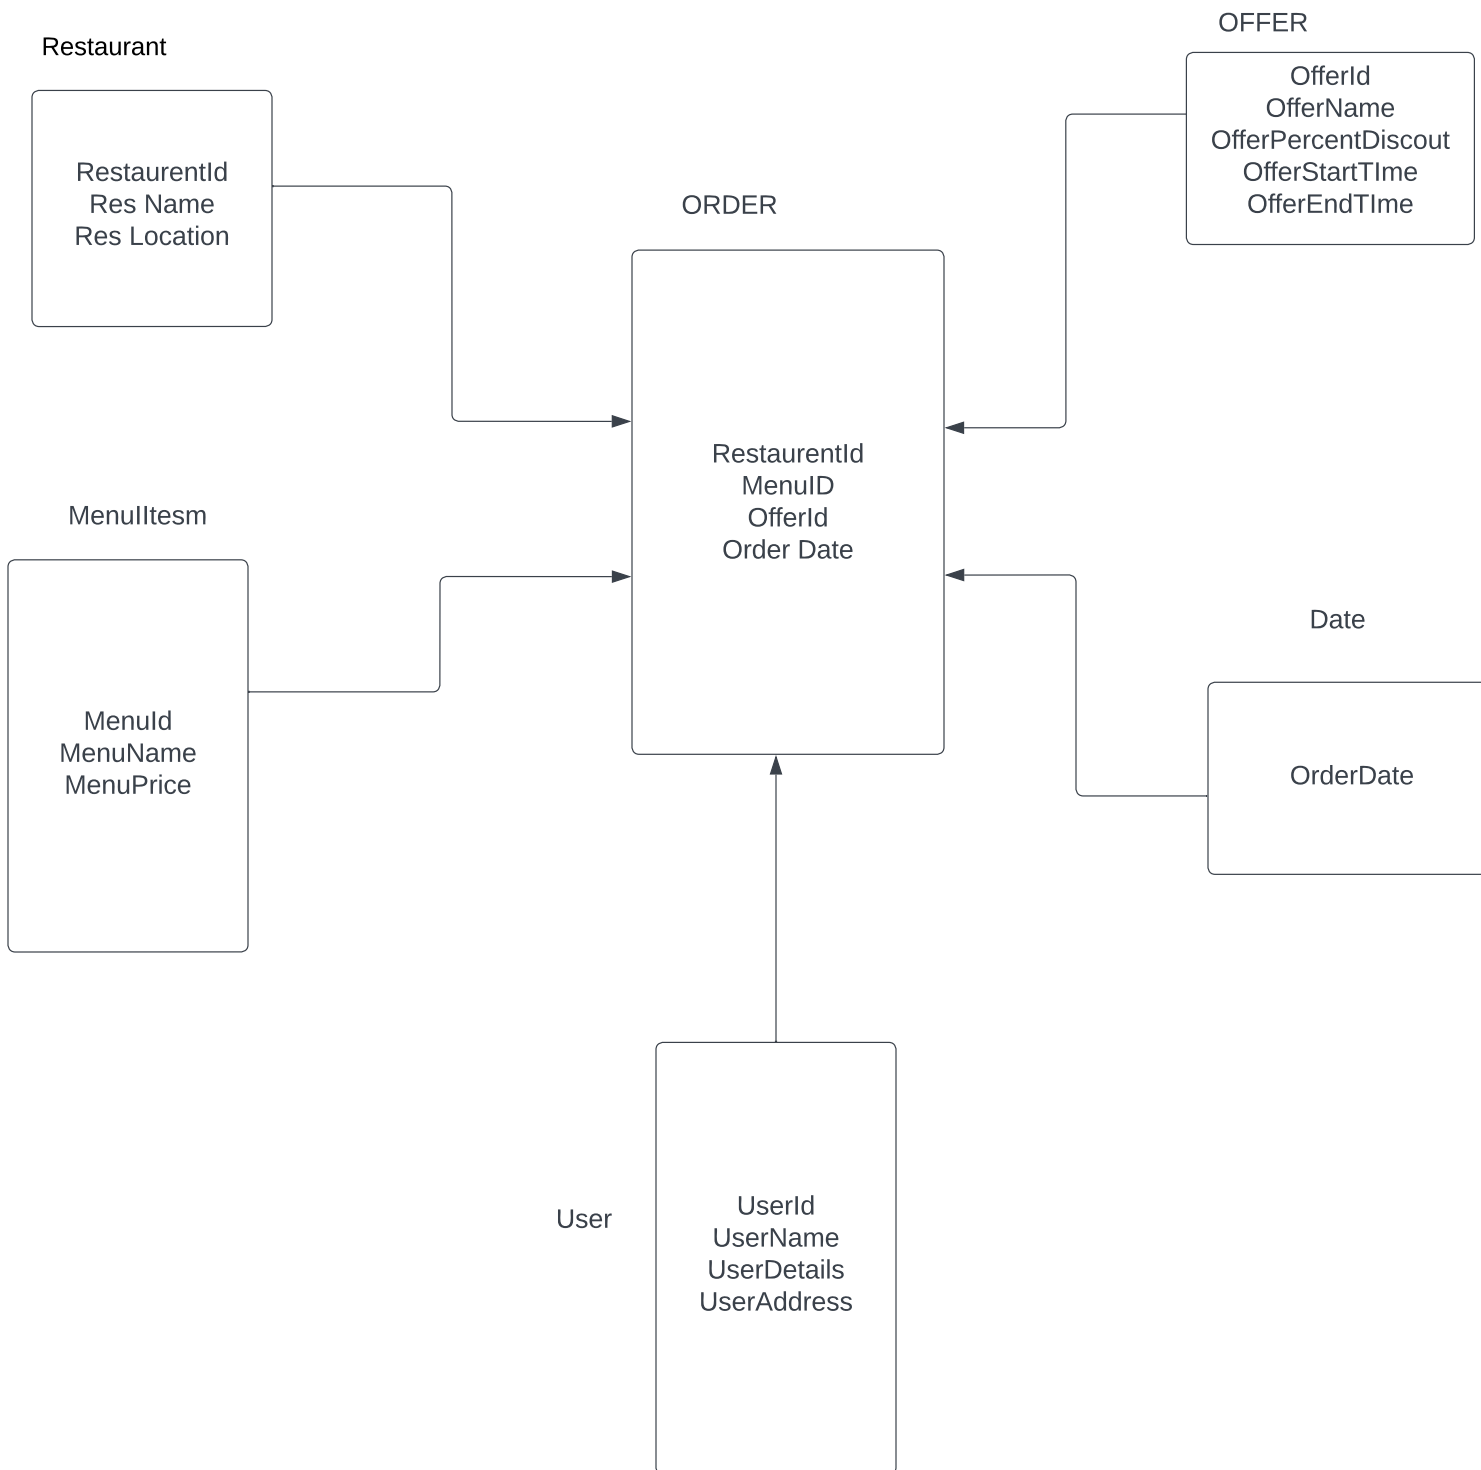 Restaurant
RestaurentId
Res Name
Res Location
OFFER
OfferId
OfferName
OfferPercentDiscout
OfferStartTIme
OfferEndTIme
ORDER
RestaurentId
MenuID
OfferId
Order Date
MenuIItesm
MenuId
MenuName
MenuPrice
Date
OrderDate
User
UserId
UserName
UserDetails
UserAddress